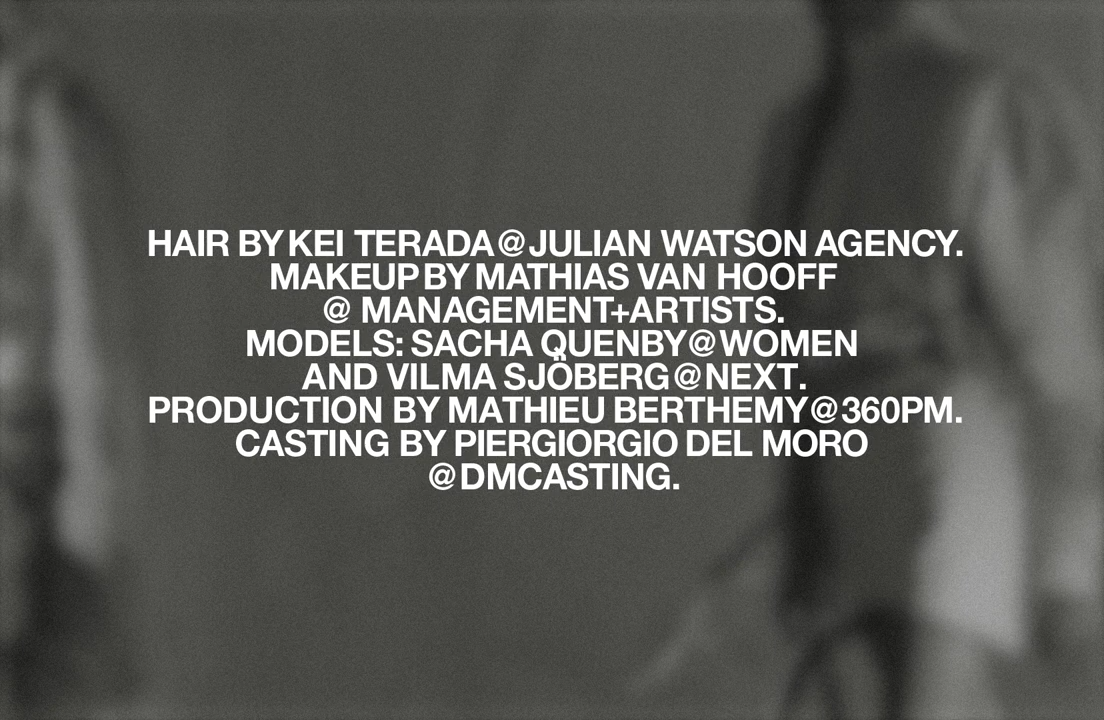 HAIR BY KEI TERADA@JULIAN WATSON AGENCY.
MAKEUP BY MATHIAS VAN HOOFF
@ MANAGEMENT+ARTISTS.
MODELS: SACHA QUENBY@WOMEN
AND VILMA SJÖBERG@NEXT.
PRODUCTION BY MATHIEU BERTHEMY@360PM.
CASTING BY PIERGIORGIO DEL MORO
@DMCASTING.